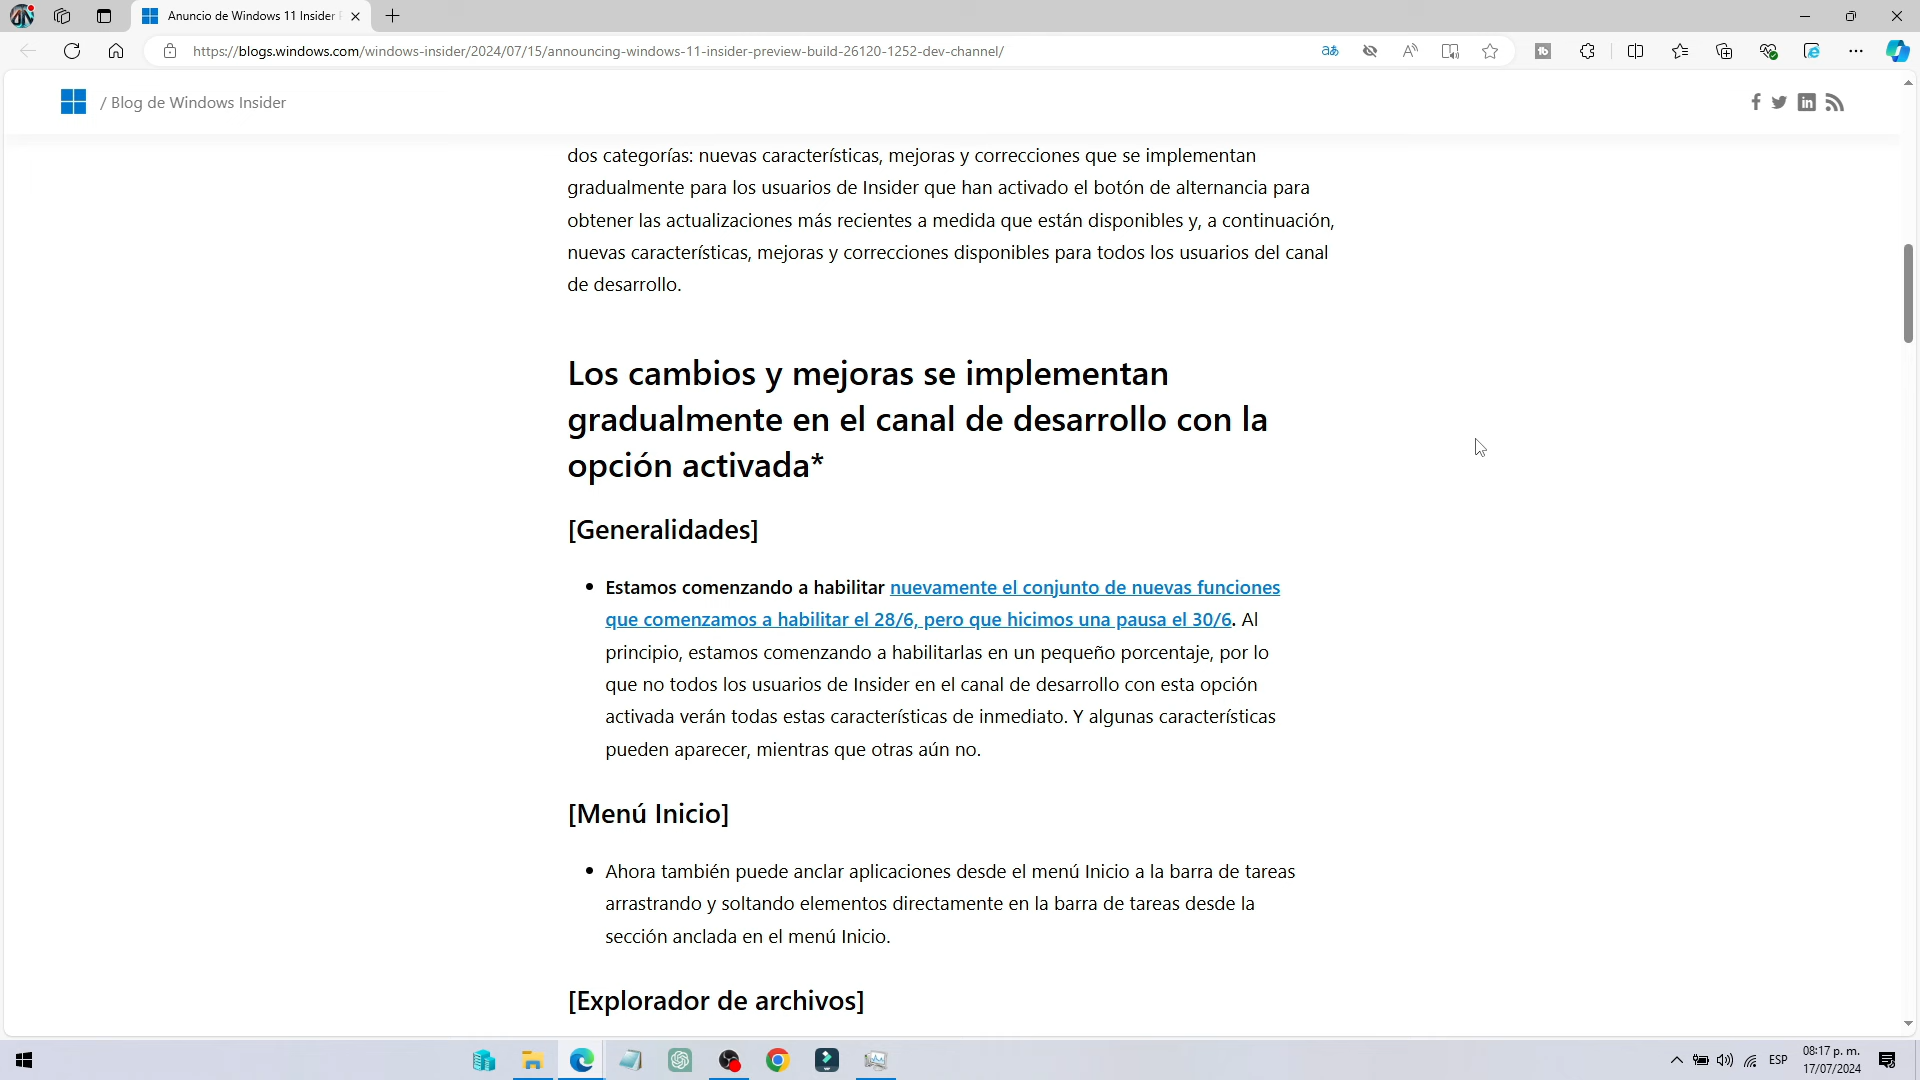 Anuncio de Windows 11 Insider
https://blogs.windows.com/windows-insider/2024/07/15/announcing-windows-11-insider-preview-build-26120-1252-dev-channel/
/ Blog de Windows Insider
dos categorías: nuevas características, mejoras y correcciones que se implementan
gradualmente para los usuarios de Insider que han activado el botón de alternancia para
obtener las actualizaciones más recientes a medida que están disponibles y, a continuación,
nuevas características, mejoras y correcciones disponibles para todos los usuarios del canal
de desarrollo.
Los cambios y mejoras se implementan
gradualmente en el canal de desarrollo con la
opción activada*
[Generalidades]
• Estamos comenzando a habilitar nuevamente el conjunto de nuevas funciones
que comenzamos a habilitar el 28/6, pero que hicimos una pausa el 30/6. Al
principio, estamos comenzando a habilitarlas en un pequeño porcentaje, por lo
que no todos los usuarios de Insider en el canal de desarrollo con esta opción
activada verán todas estas características de inmediato. Y algunas características
pueden aparecer, mientras que otras aún no.
[Menú Inicio]
• Ahora también puede anclar aplicaciones desde el menú Inicio a la barra de tareas
arrastrando y soltando elementos directamente en la barra de tareas desde la
sección anclada en el menú Inicio.
[Explorador de archivos]
ESP
08:17 p. m.
17/07/2024